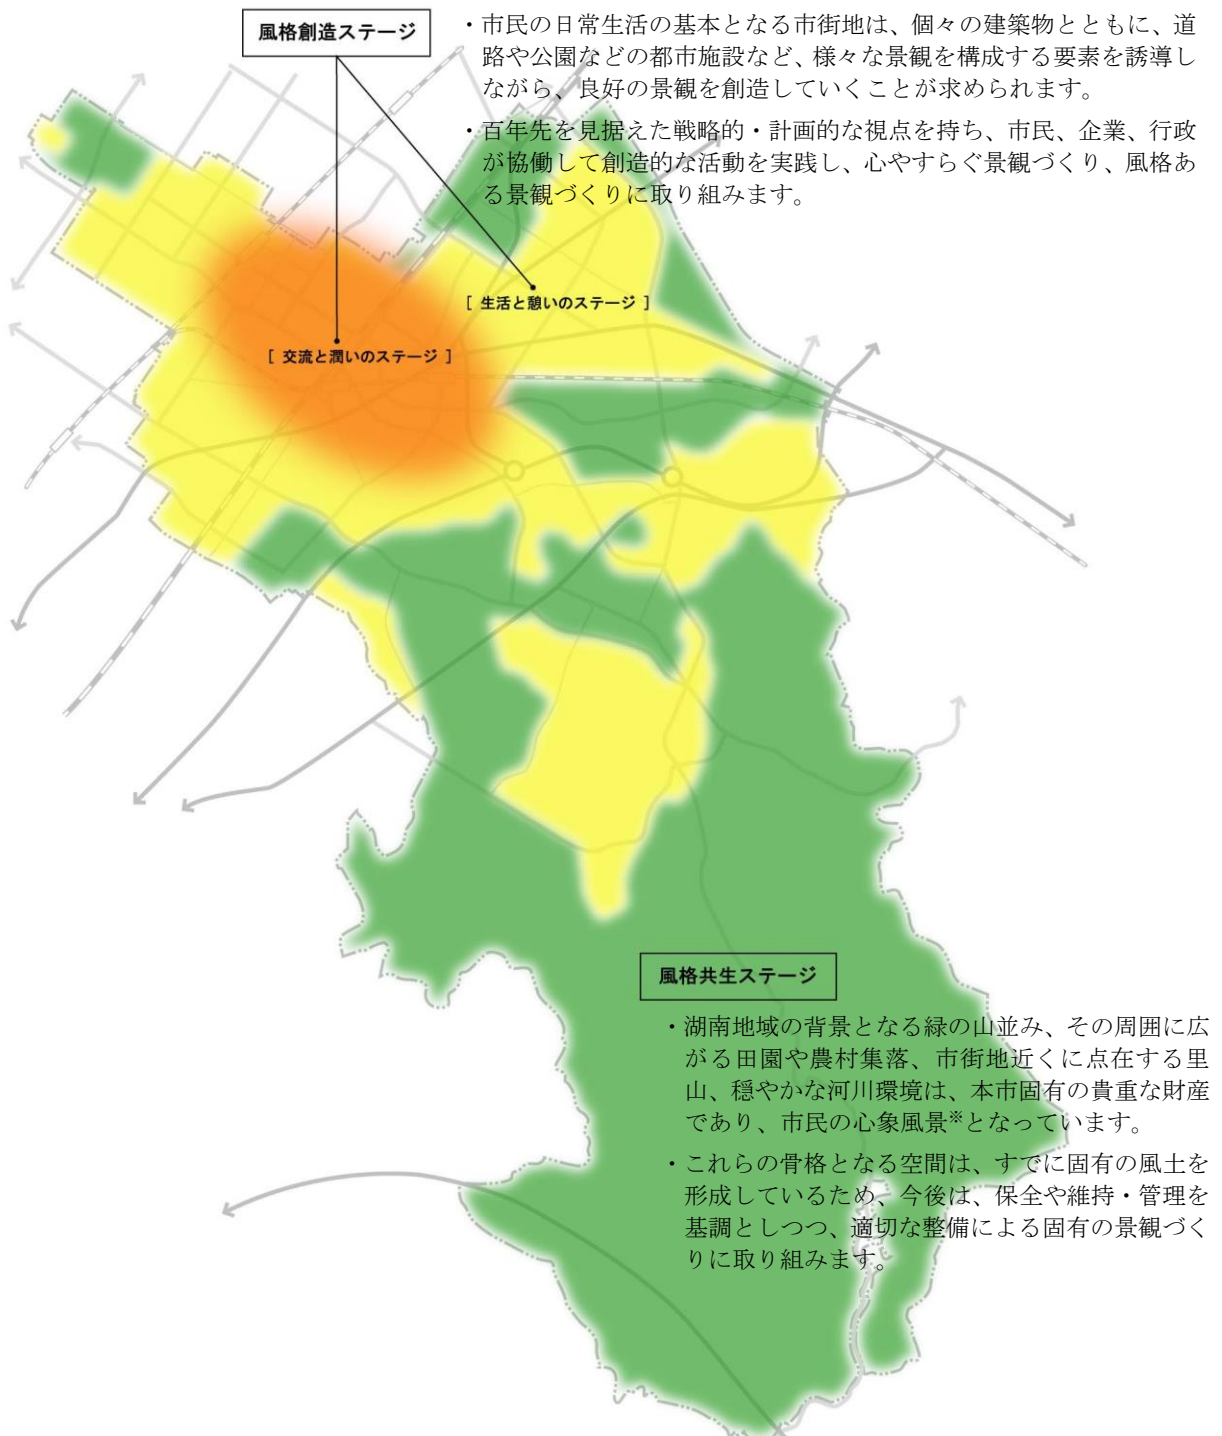 風格創造ステージ
・市民の日常生活の基本となる市街地は、個々の建築物とともに、道
路や公園などの都市施設など、様々な景観を構成する要素を誘導し
ながら、良好の景観を創造していくことが求められます。
・百年先を見据えた戦略的・計画的な視点を持ち、市民、企業、行政
が協働して創造的な活動を実践し、心やすらぐ景観づくり、風格あ
る景観づくりに取り組みます。
[ 生活と憩いのステージ ]
[ 交流と潤いのステージ ]
風格共生ステージ
・湖南地域の背景となる緑の山並み、その周囲に広
がる田園や農村集落、市街地近くに点在する里
山、穏やかな河川環境は、本市固有の貴重な財産
であり、市民の心象風景※となっています。
・これらの骨格となる空間は、すでに固有の風土を
形成しているため、今後は、保全や維持・管理を
基調としつつ、適切な整備による固有の景観づく
りに取り組みます。